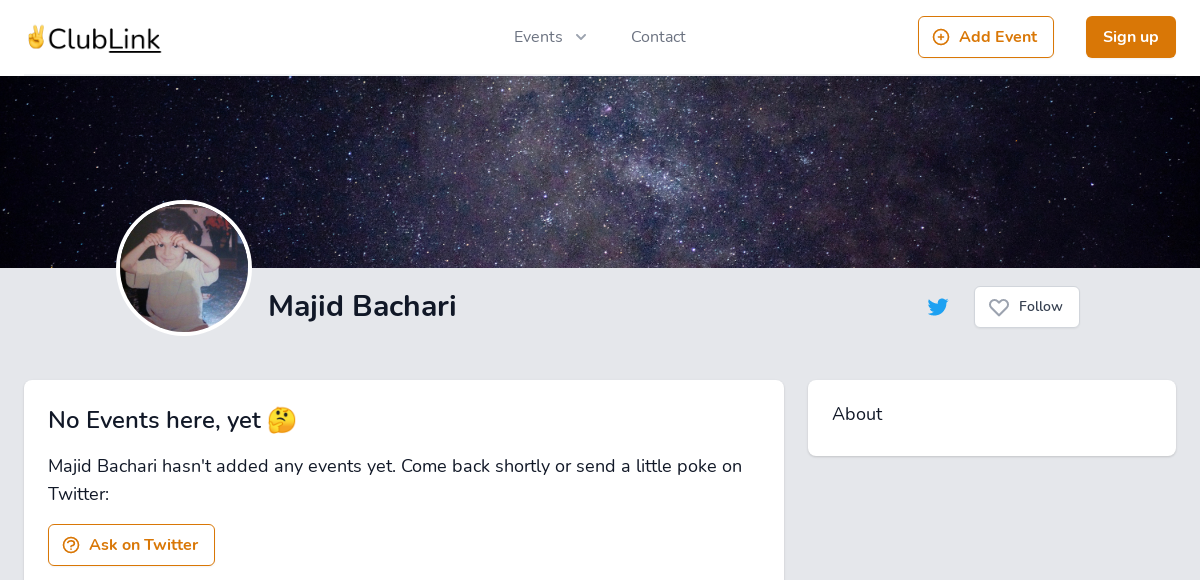 ✌️ClubLink
Events
Contact
Add Event
Sign up
Majid Bachari
Follow
No Events here, yet 🤔
Majid Bachari hasn't added any events yet. Come back shortly or send a little poke on
Twitter:
Ask on Twitter
About